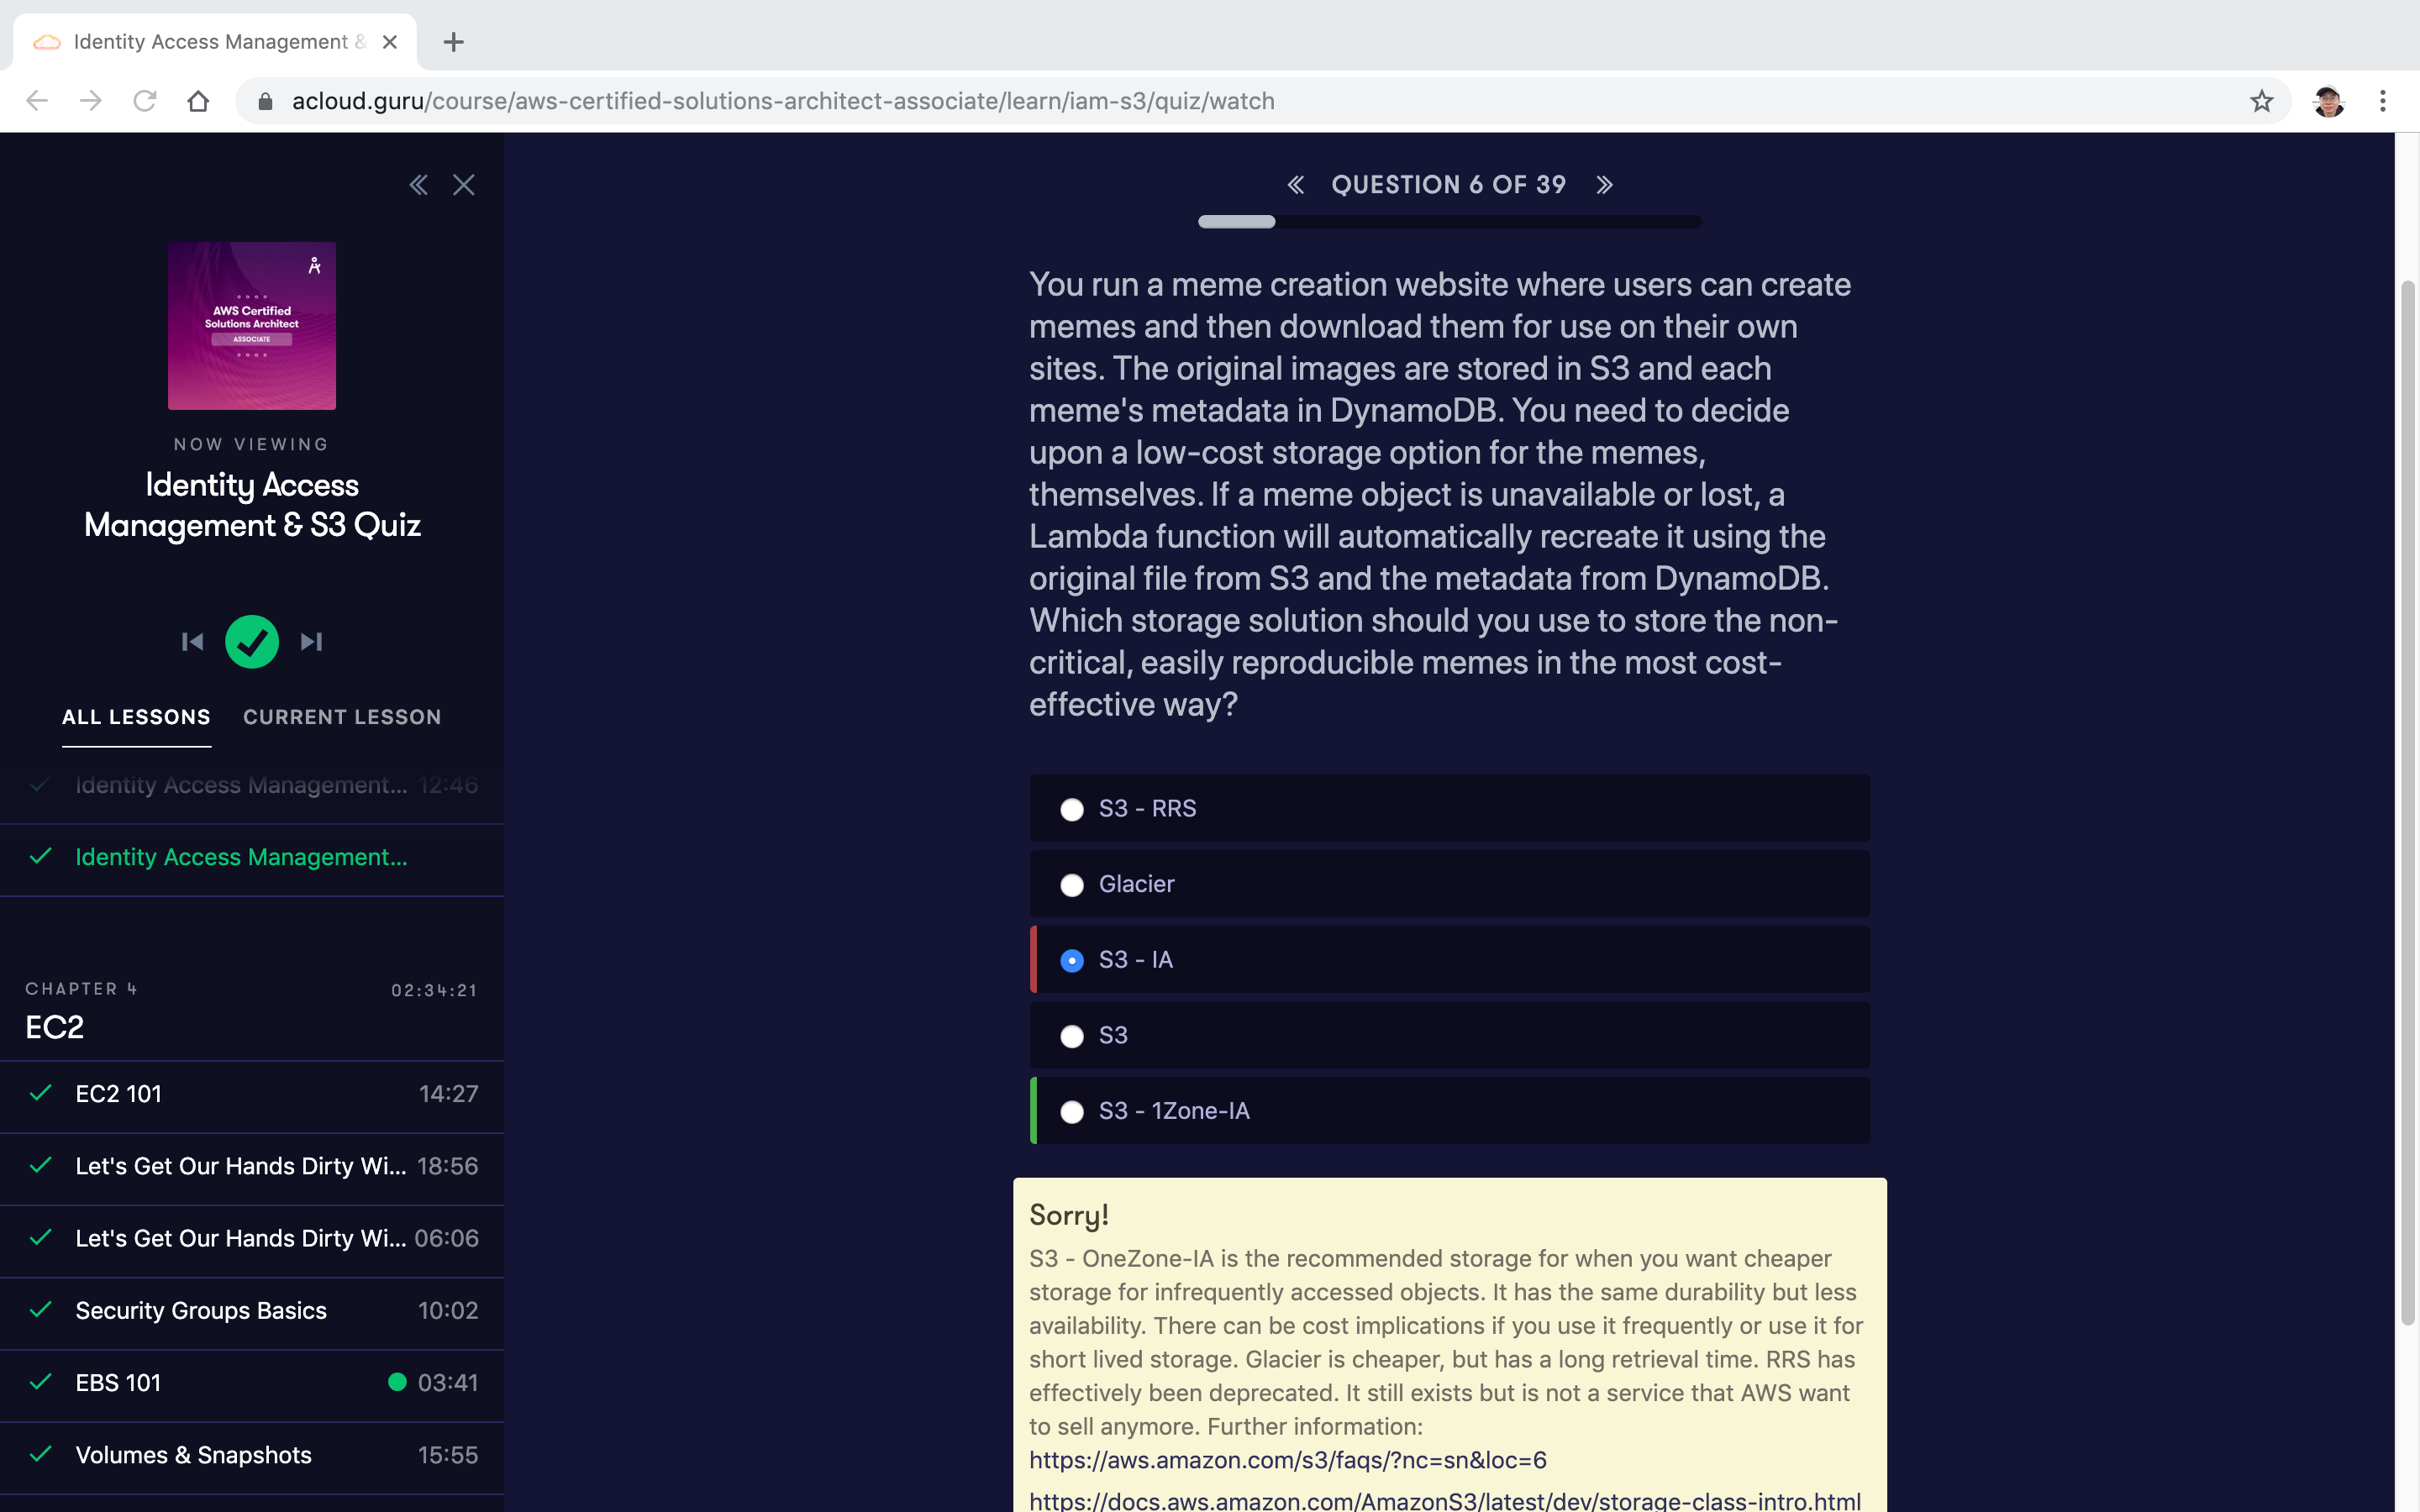 Identity Access Management &
acloud.guru/course/aws-certified-solutions-architect-associate/learn/iam-s3/quiz/watch
AWS Certified
Solutions Architect
ASSOCIATE
NOW VIEWING
Identity Access
Management & S3 Quiz
ALL LESSONS CURRENT LESSON
Identity Access Management... 12:46
Identity Access Management...
CHAPTER 4 02:34:21
EC2
EC2 101 14:27
Let's Get Our Hands Dirty Wi... 18:56
Let's Get Our Hands Dirty Wi... 06:06
Security Groups Basics 10:02
EBS 101 03:41
Volumes & Snapshots 15:55
QUESTION 6 OF 39
You run a meme creation website where users can create
memes and then download them for use on their own
sites. The original images are stored in S3 and each
meme's metadata in DynamoDB. You need to decide
upon a low-cost storage option for the memes,
themselves. If a meme object is unavailable or lost, a
Lambda function will automatically recreate it using the
original file from S3 and the metadata from DynamoDB.
Which storage solution should you use to store the non-
critical, easily reproducible memes in the most cost-
effective way?
S3 - RRS
Glacier
S3 - IA
S3
S3 - 1Zone-IA
Sorry!
S3 - OneZone-IA is the recommended storage for when you want cheaper
storage for infrequently accessed objects. It has the same durability but less
availability. There can be cost implications if you use it frequently or use it for
short lived storage. Glacier is cheaper, but has a long retrieval time. RRS has
effectively been deprecated. It still exists but is not a service that AWS want
to sell anymore. Further information:
https://aws.amazon.com/s3/faqs/?nc=sn&loc=6
https://docs.aws.amazon.com/AmazonS3/latest/dev/storage-class-intro.html